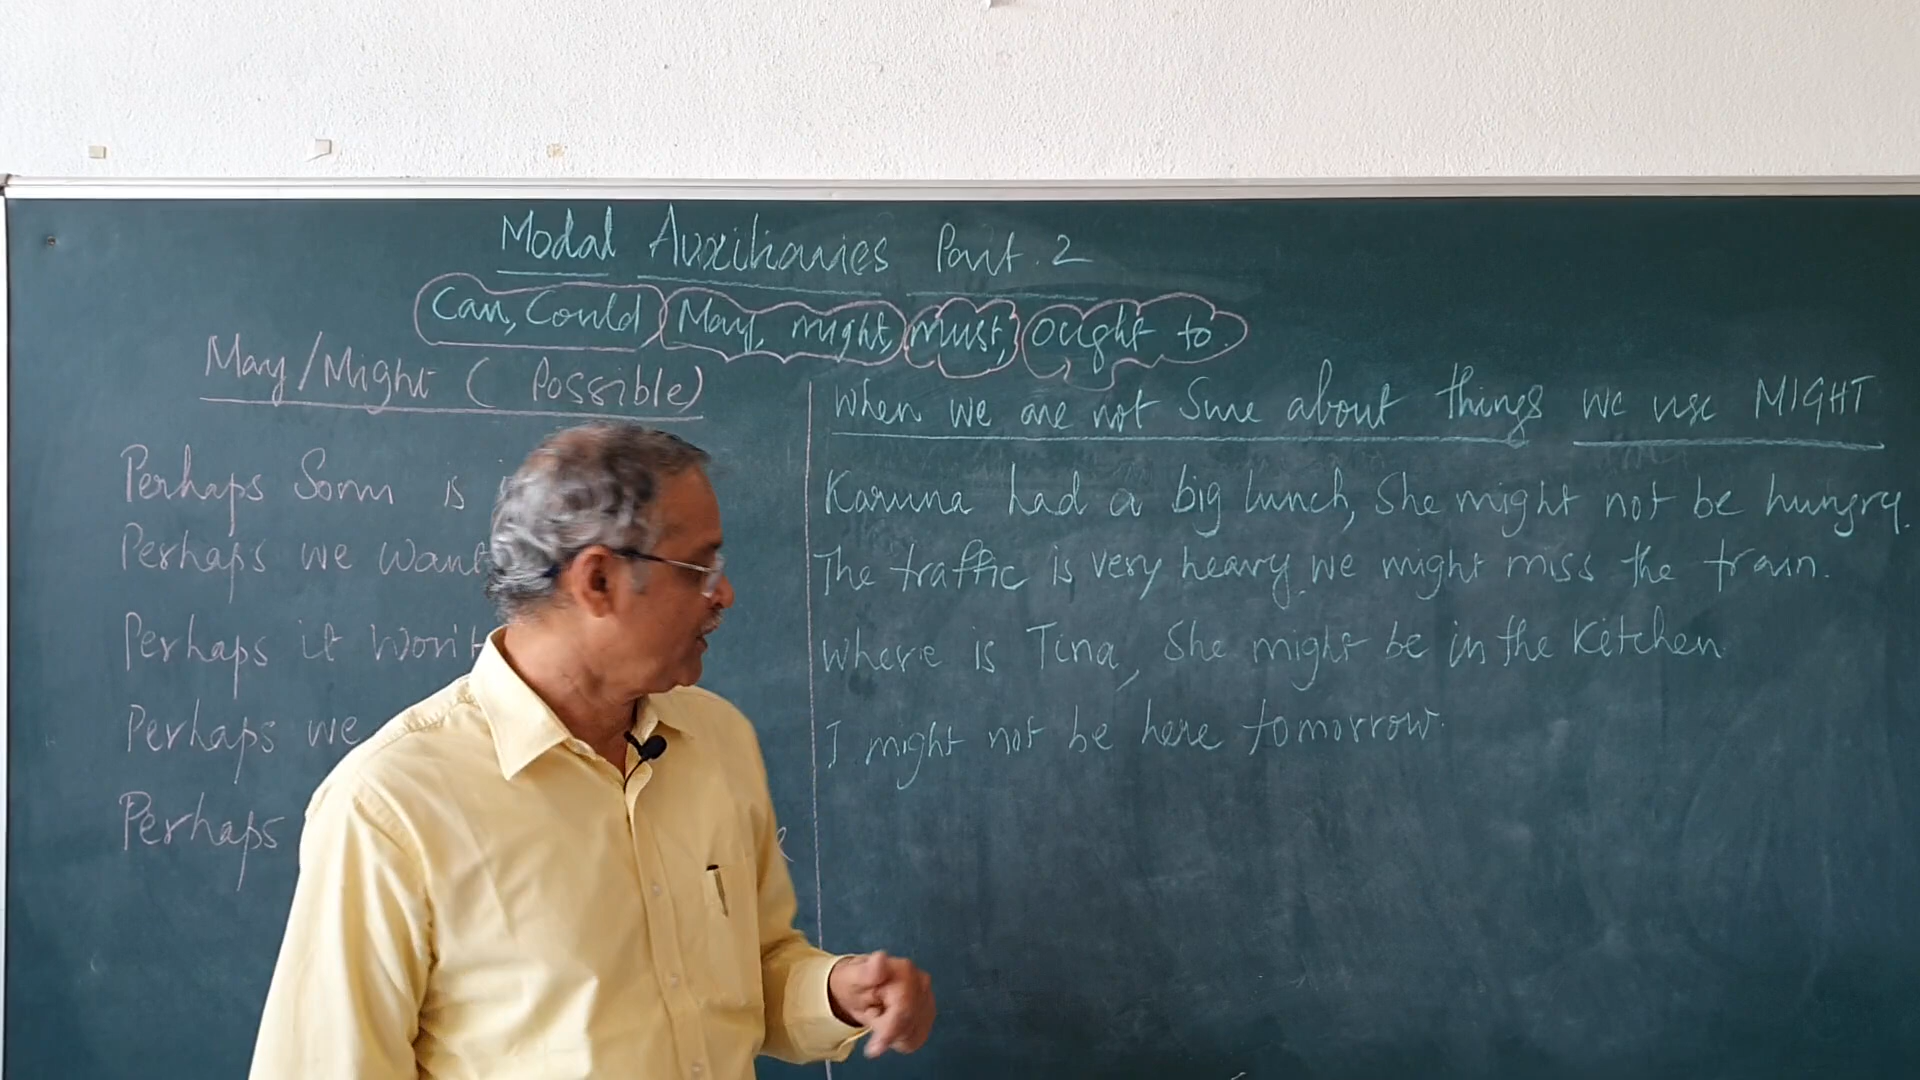 Modal Auxiliaries Part. 2
Can, Could May, might, must, ought to.
May/Might ( Possible)
Perhaps Som is
Perhaps we want
Perhaps it won't
Perhaps we
Perhaps
When we are not Sure about things we use MIGHT
Karuna had a big lunch, She might not be hungry.
The traffic is very heavy. we might miss the train.
Where is Tina, She might be in the Kitchen
I might not be here tomorrow.